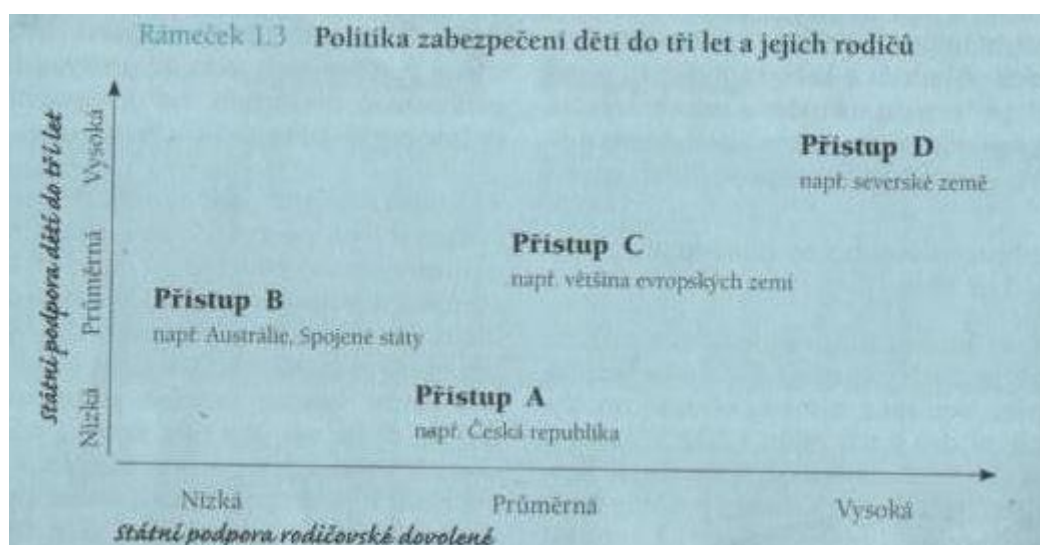 Rámeček 1.3 Politika zabezpečení dětí do tří let a jejich rodičů
Státní podpora dětí do tří let
Vysoká
Průměrná
Nízká
Přístup D
např. severské země
Přístup C
např. většina evropských zemí
Přístup B
např. Austrálie, Spojené státy
Přístup A
např. Česká republika
Nízká
Průměrná
Vysoká
Státní podpora rodičovské dovolené